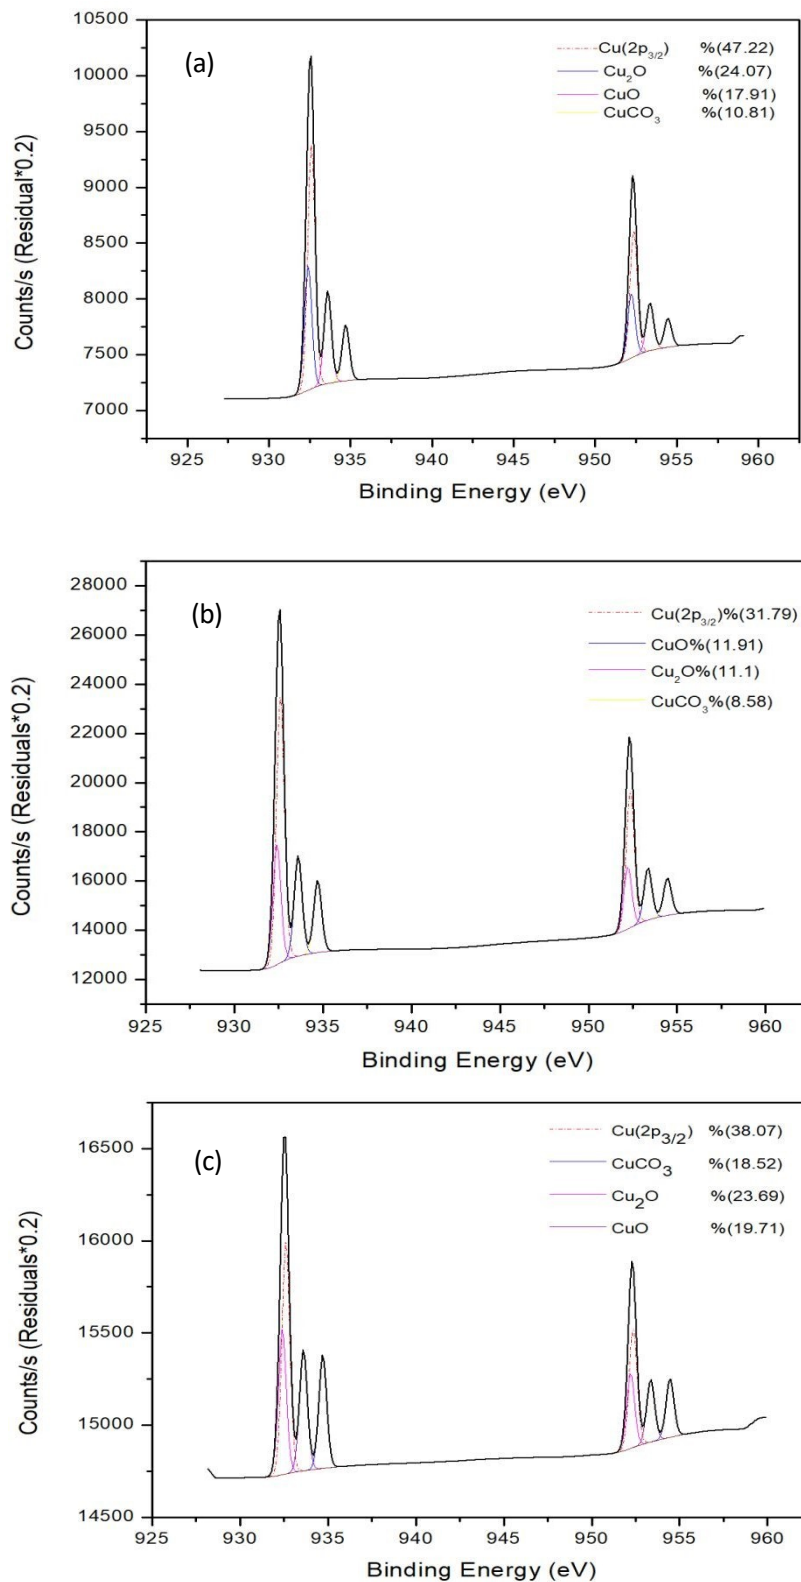 (a)
Cu(2p3/2) %(47.22)
Cu2O %(24.07)
CuO %(17.91)
CuCO3 %(10.81)
10500
10000
9500
9000
8500
8000
7500
7000
Counts/s (Residual*0.2)
925 930 935 940 945 950 955 960
Binding Energy (eV)
(b)
Cu(2p3/2)%(31.79)
CuO%(11.91)
Cu2O%(11.1)
CuCO3%(8.58)
28000
26000
24000
22000
20000
18000
16000
14000
12000
Counts/s (Residuals*0.2)
925 930 935 940 945 950 955 960
Binding Energy (eV)
(c)
Cu(2p3/2) %(38.07)
CuCO3 %(18.52)
Cu2O %(23.69)
CuO %(19.71)
16500
16000
15500
15000
14500
Counts/s (Residuals*0.2)
925 930 935 940 945 950 955 960
Binding Energy (eV)